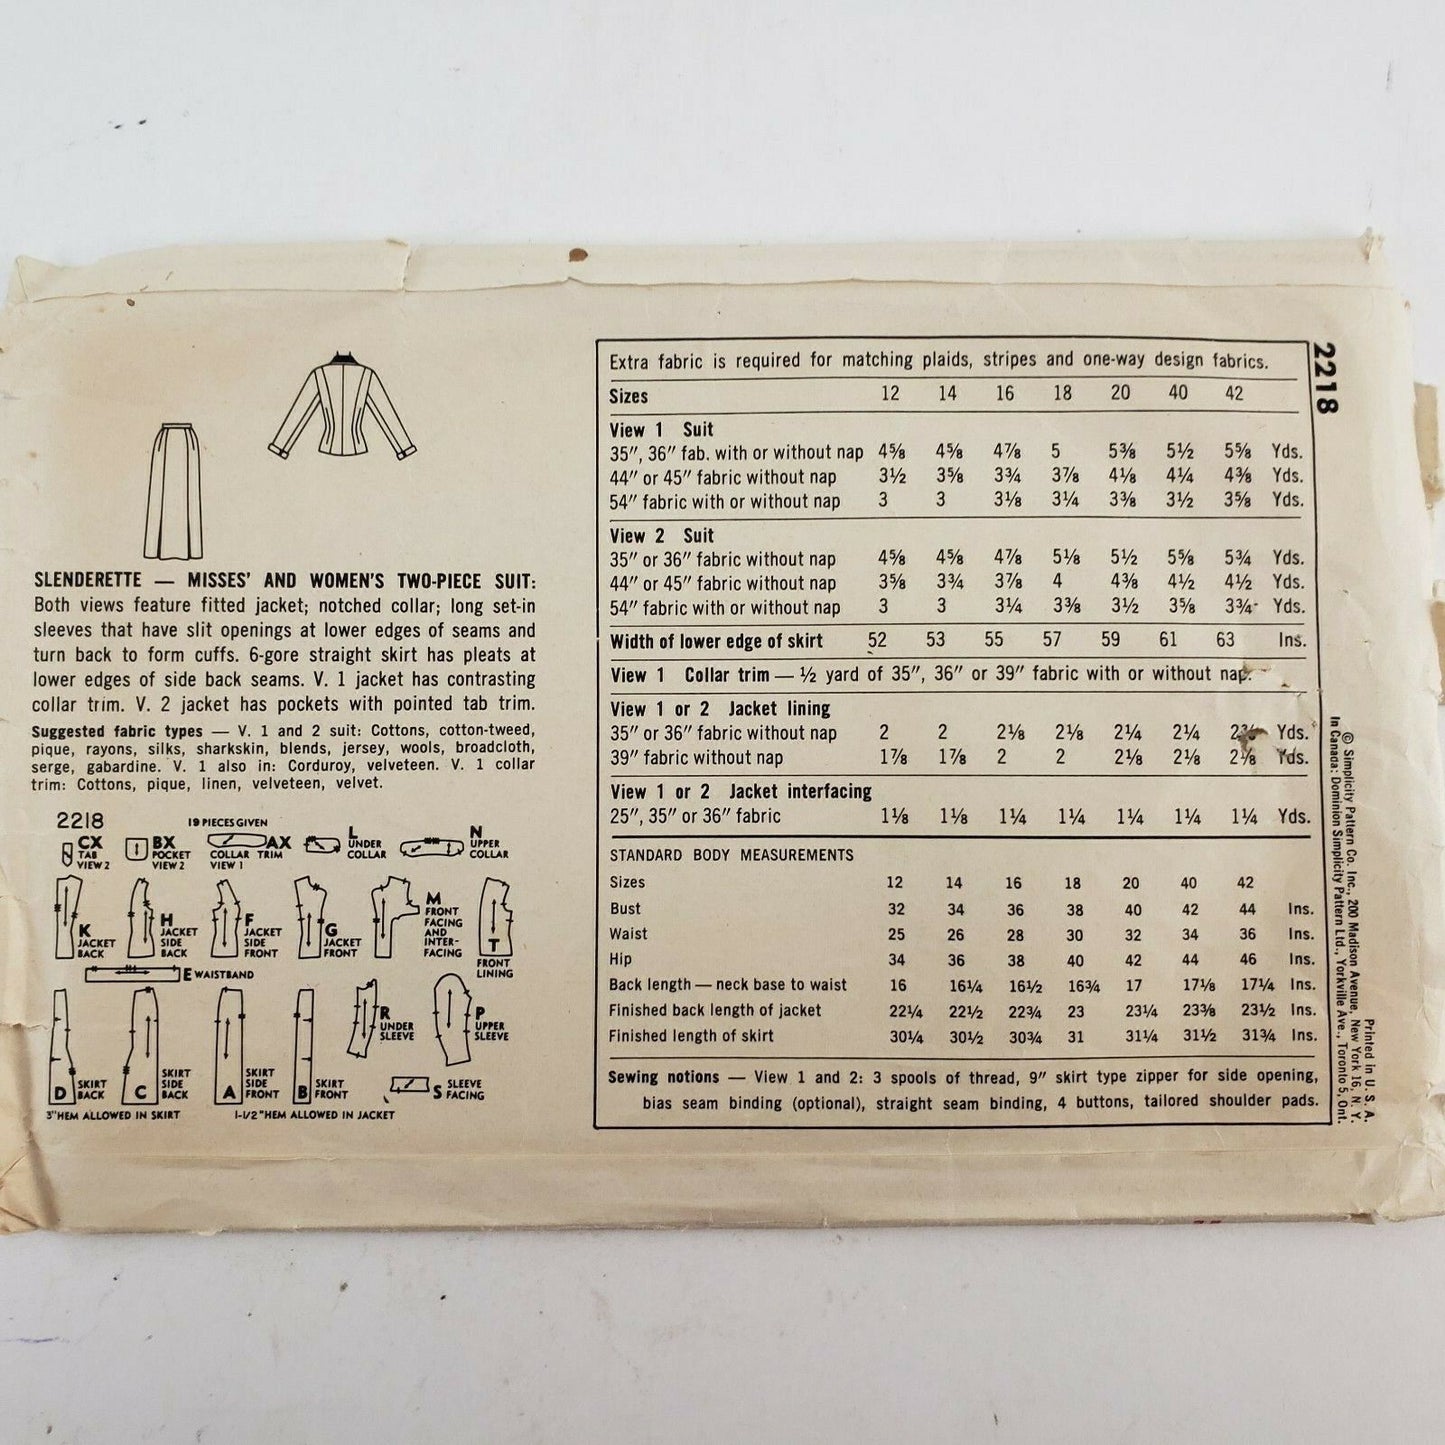 SLENDERETTE — MISSES' AND WOMEN'S TWO-PIECE SUIT:
Both views feature fitted jacket; notched collar; long set-in
sleeves that have slit openings at lower edges of seams and
turn back to form cuffs. 6-gore straight skirt has pleats at
lower edges of side back seams. V. 1 jacket has contrasting
collar trim. V. 2 jacket has pockets with pointed tab trim.
Suggested fabric types — V. 1 and 2 suit: Cottons, cotton-tweed,
pique, rayons, silks, sharkskin, blends, jersey, wools, broadcloth,
serge, gabardine. V. 1 also in: Corduroy, velveteen. V. 1 collar
trim: Cottons, pique, linen, velveteen, velvet.
2218
19 PIECES GIVEN
CX
TAB
VIEW 2
BX
POCKET
VIEW 2
AX
COLLAR TRIM
VIEW 1
L
UNDER
COLLAR
N
UPPER
COLLAR
K
JACKET
BACK
H
JACKET
SIDE
BACK
F
JACKET
SIDE
FRONT
G
JACKET
FRONT
M
FRONT
FACING
AND
INTER-
FACING
T
FRONT
LINING
E WAISTBAND
D SKIRT
BACK
C
SKIRT
SIDE
BACK
A
SKIRT
SIDE
FRONT
B SKIRT
FRONT
R
UNDER
SLEEVE
P
UPPER
SLEEVE
S SLEEVE
FACING
3" HEM ALLOWED IN SKIRT
1-1/2" HEM ALLOWED IN JACKET
Extra fabric is required for matching plaids, stripes and one-way design fabrics.
Sizes 12 14 16 18 20 40 42
View 1 Suit
35", 36" fab. with or without nap 4⅝ 4⅝ 4⅞ 5 5⅜ 5½ 5⅝ Yds.
44" or 45" fabric without nap 3½ 3⅝ 3¾ 3⅞ 4⅛ 4¼ 4⅜ Yds.
54" fabric with or without nap 3 3 3⅛ 3¼ 3⅜ 3½ 3⅝ Yds.
View 2 Suit
35" or 36" fabric without nap 4⅝ 4⅝ 4⅞ 5⅛ 5½ 5⅝ 5¾ Yds.
44" or 45" fabric without nap 3⅝ 3¾ 3⅞ 4 4⅜ 4½ 4½ Yds.
54" fabric with or without nap 3 3 3¼ 3⅜ 3½ 3⅝ 3¾ Yds.
Width of lower edge of skirt 52 53 55 57 59 61 63 Ins.
View 1 Collar trim — ½ yard of 35", 36" or 39" fabric with or without nap.
View 1 or 2 Jacket lining
35" or 36" fabric without nap 2 2 2⅛ 2⅛ 2¼ 2¼ Yds.
39" fabric without nap 1⅞ 1⅞ 2 2 2⅛ 2⅛ 2⅛ Yds.
View 1 or 2 Jacket interfacing
25", 35" or 36" fabric 1⅛ 1⅛ 1¼ 1¼ 1¼ 1¼ 1¼ Yds.
STANDARD BODY MEASUREMENTS
Sizes 12 14 16 18 20 40 42
Bust 32 34 36 38 40 42 44 Ins.
Waist 25 26 28 30 32 34 36 Ins.
Hip 34 36 38 40 42 44 46 Ins.
Back length — neck base to waist 16 16¼ 16½ 16¾ 17 17⅛ 17¼ Ins.
Finished back length of jacket 22¼ 22½ 22¾ 23 23¼ 23⅜ 23½ Ins.
Finished length of skirt 30¼ 30½ 30¾ 31 31¼ 31½ 31¾ Ins.
Sewing notions — View 1 and 2: 3 spools of thread, 9" skirt type zipper for side opening,
bias seam binding (optional), straight seam binding, 4 buttons, tailored shoulder pads.
2218
Printed in U. S. A.
© Simplicity Pattern Co. Inc., 200 Madison Avenue, New York 16, N. Y.
In Canada: Dominion Simplicity Pattern Ltd., Yorkville Ave., Toronto 5, Ont.